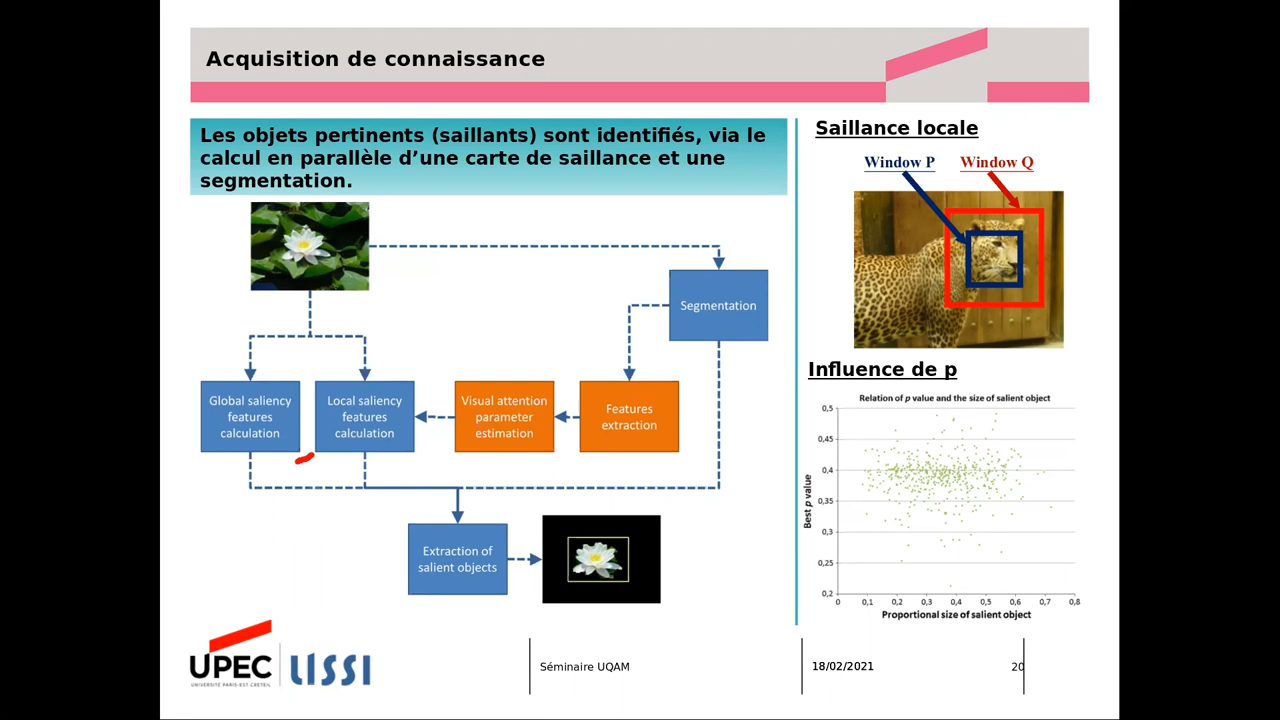 Acquisition de connaissance
Les objets pertinents (saillants) sont identifiés, via le
calcul en parallèle d’une carte de saillance et une
segmentation.
Segmentation
Global saliency
features
calculation
Local saliency
features
calculation
Visual attention
parameter
estimation
Features
extraction
Extraction of
salient objects
Saillance locale
Window P Window Q
Influence de p
Relation of p value and the size of salient object
Best p value
0,5
0,45
0,4
0,35
0,3
0,25
0,2
0 0,1 0,2 0,3 0,4 0,5 0,6 0,7 0,8
Proportional size of salient object
UPEC
UNIVERSITÉ PARIS-EST CRÉTEIL
LISSI
Séminaire UQAM
18/02/2021
20